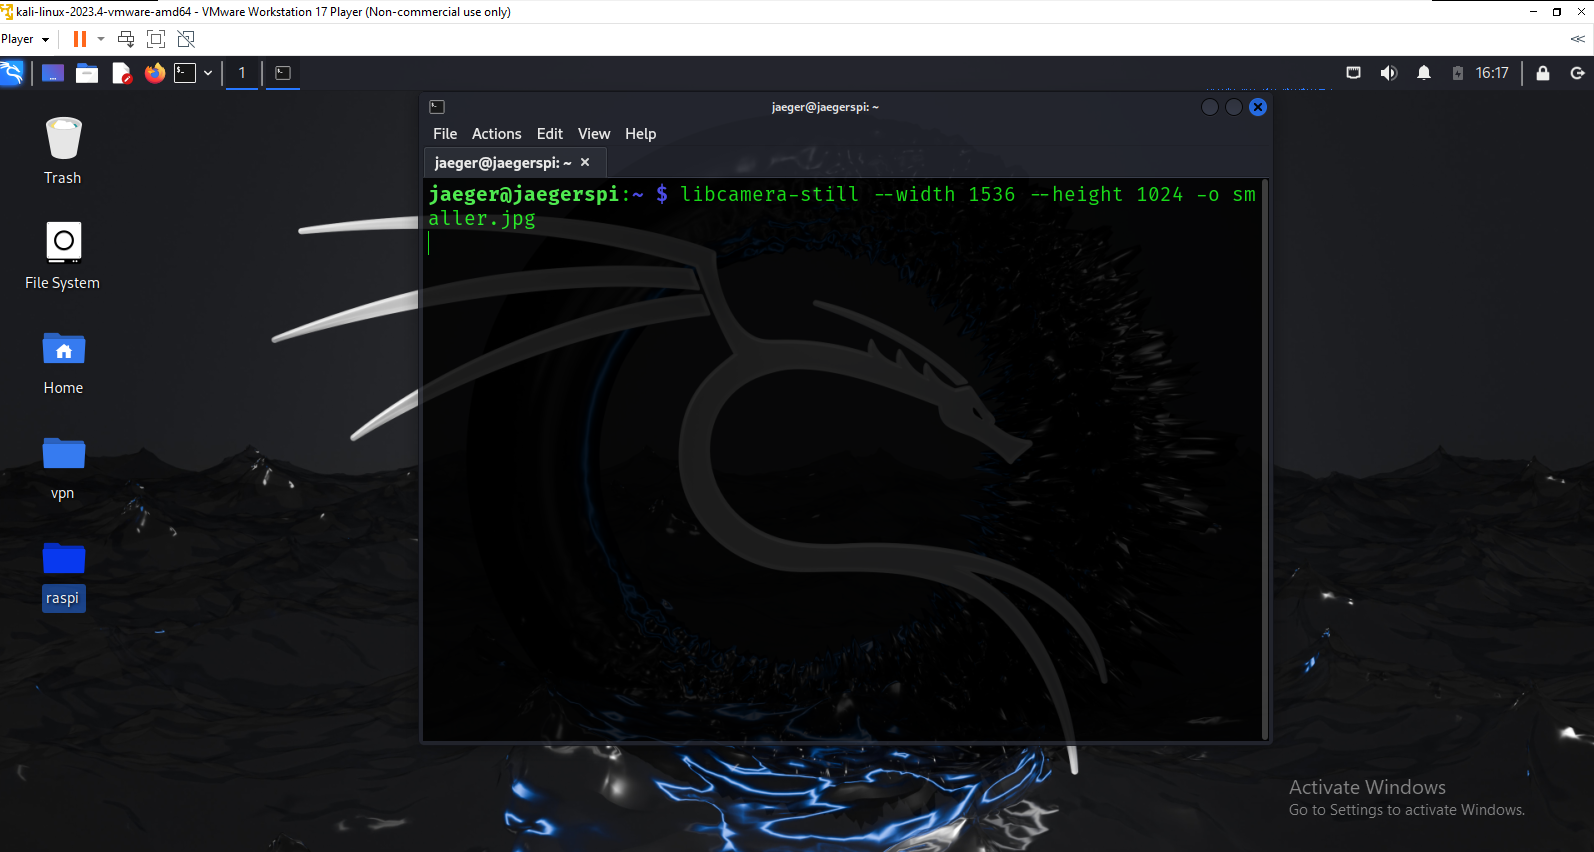 kali-linux-2023.4-vmware-amd64 - VMware Workstation 17 Player (Non-commercial use only)
Player
1
16:17
jaeger@jaegerspi: ~
File Actions Edit View Help
jaeger@jaegerspi: ~
jaeger@jaegerspi:~ $ libcamera-still --width 1536 --height 1024 -o sm
aller.jpg
Trash
File System
Home
vpn
raspi
Activate Windows
Go to Settings to activate Windows.